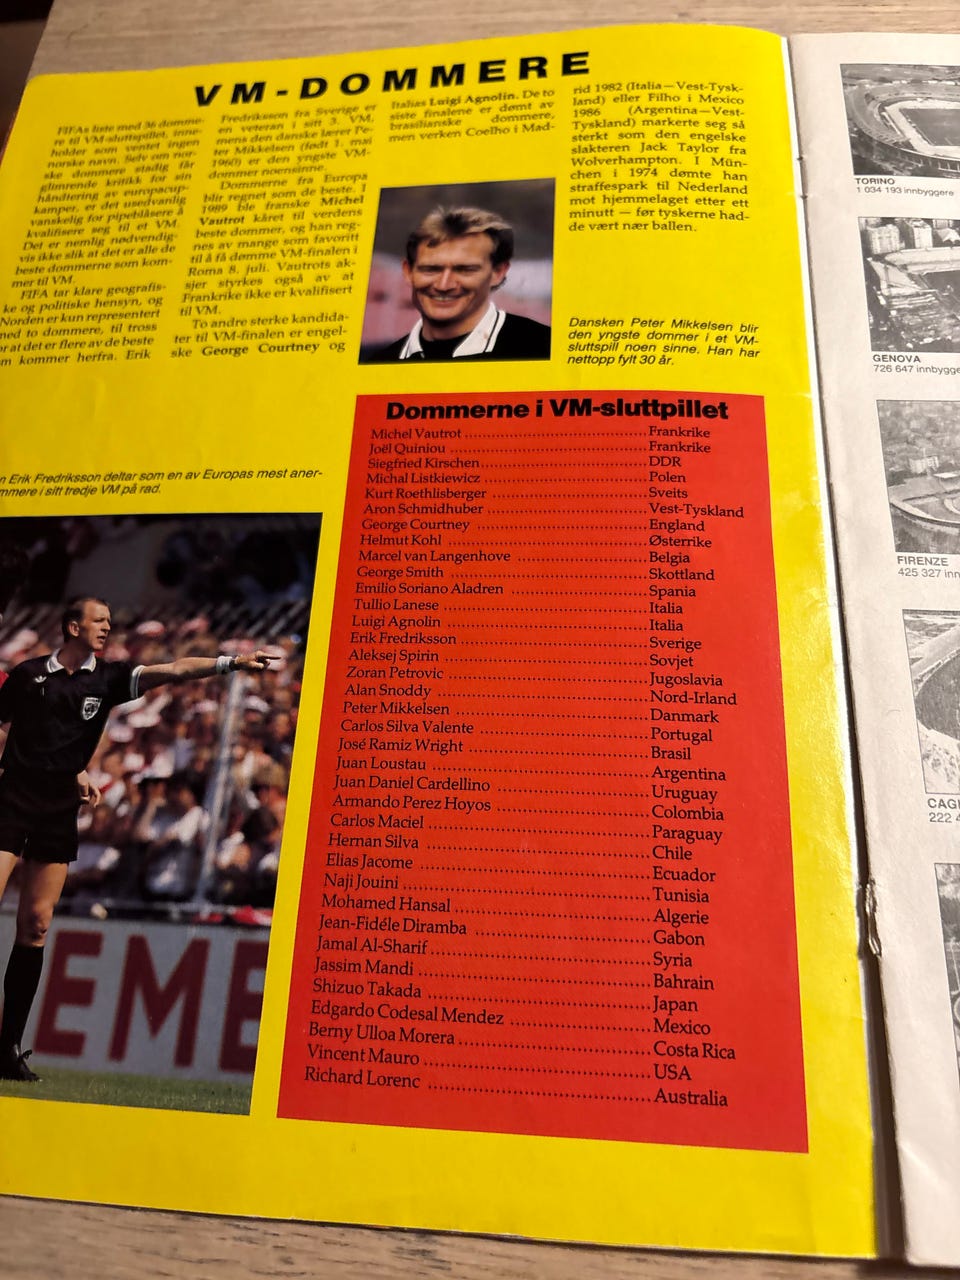 VM-DOMMERE
FIFAs liste med 36 domme-
re til VM-sluttspillet, inne-
holder som ventet ingen
norske navn. Selv om nor-
ske dommere stadig får
glimrende kritikk for sin
håndtering av europacup-
kamper, er det usedvanlig
vanskelig for pipeblåsere å
kvalifisere seg til et VM.
Det er nemlig nødvendig-
vis ikke slik at det er alle de
beste dommerne som kom-
mer til VM.
FIFA tar klare geografis-
ke og politiske hensyn, og
Norden er kun representert
med to dommere, til tross
for at det er flere av de beste
som kommer herfra. Erik
Fredriksson fra Sverige er
en veteran i sitt 3. VM,
mens den danske lærer Pe-
ter Mikkelsen (født 1. mai
1960) er den yngste VM-
dommer noensinne.
Dommerne fra Europa
blir regnet som de beste. I
1989 ble franske Michel
Vautrot kåret til verdens
beste dommer, og han reg-
nes av mange som favoritt
til å få dømme VM-finalen i
Roma 8. juli. Vautrots ak-
sjer styrkes også av at
Frankrike ikke er kvalifisert
til VM.
To andre sterke kandida-
ter til VM-finalen er engel-
ske George Courtney og
Italias Luigi Agnolin. De to
siste finalene er dømt av
brasilianske dommere,
men verken Coelho i Mad-
rid 1982 (Italia—Vest-Tysk-
land) eller Filho i Mexico
1986 (Argentina—Vest-
Tyskland) markerte seg så
sterkt som den engelske
slakteren Jack Taylor fra
Wolverhampton. I Mün-
chen i 1974 dømte han
straffespark til Nederland
mot hjemmelaget etter ett
minutt — før tyskerne had-
de vært nær ballen.
Dansken Peter Mikkelsen blir
den yngste dommer i et VM-
sluttspill noen sinne. Han har
nettopp fylt 30 år.
n Erik Fredriksson deltar som en av Europas mest aner-
mmere i sitt tredje VM på rad.
EMB
Dommerne i VM-sluttpillet
Michel Vautrot ........ Frankrike
Joël Quiniou ........ Frankrike
Siegfried Kirschen ........ DDR
Michal Listkiewicz ........ Polen
Kurt Roethlisberger ........ Sveits
Aron Schmidhuber ........ Vest-Tyskland
George Courtney ........ England
Helmut Kohl ........ Østerrike
Marcel van Langenhove ........ Belgia
George Smith ........ Skottland
Emilio Soriano Aladren ........ Spania
Tullio Lanese ........ Italia
Luigi Agnolin ........ Italia
Erik Fredriksson ........ Sverige
Aleksej Spirin ........ Sovjet
Zoran Petrovic ........ Jugoslavia
Alan Snoddy ........ Nord-Irland
Peter Mikkelsen ........ Danmark
Carlos Silva Valente ........ Portugal
José Ramiz Wright ........ Brasil
Juan Loustau ........ Argentina
Juan Daniel Cardellino ........ Uruguay
Armando Perez Hoyos ........ Colombia
Carlos Maciel ........ Paraguay
Hernan Silva ........ Chile
Elias Jacome ........ Ecuador
Naji Jouini ........ Tunisia
Mohamed Hansal ........ Algerie
Jean-Fidéle Diramba ........ Gabon
Jamal Al-Sharif ........ Syria
Jassim Mandi ........ Bahrain
Shizuo Takada ........ Japan
Edgardo Codesal Mendez ........ Mexico
Berny Ulloa Morera ........ Costa Rica
Vincent Mauro ........ USA
Richard Lorenc ........ Australia
TORINO
1 034 193 innbyggere
GENOVA
726 647 innbygge
FIRENZE
425 327 inn
CAGL
222 4